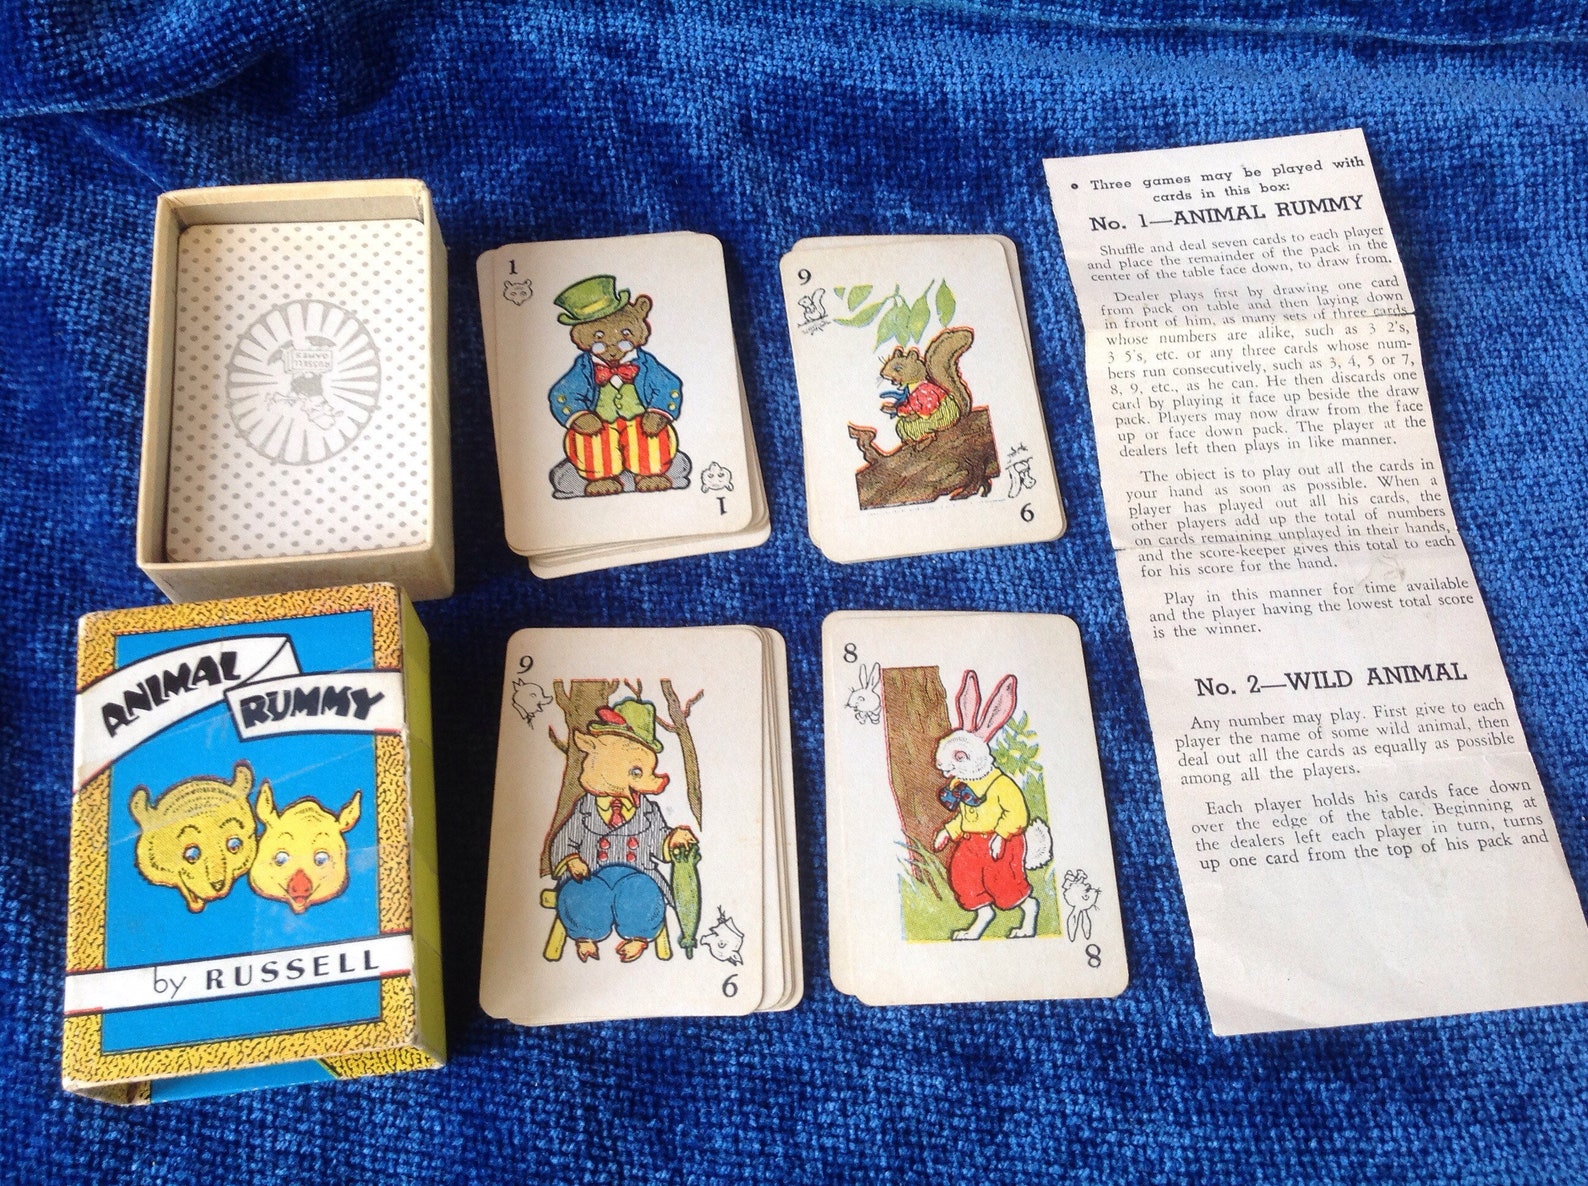 RUSSELL
GAMES
ANIMAL
RUMMY
by RUSSELL
1
1
9
9
9
9
8
8
• Three games may be played with
cards in this box:
No. 1—ANIMAL RUMMY
Shuffle and deal seven cards to each player
and place the remainder of the pack in the
center of the table face down, to draw from.
Dealer plays first by drawing one card
from pack on table and then laying down
in front of him, as many sets of three cards
whose numbers are alike, such as 3 2's,
3 5's, etc. or any three cards whose num-
bers run consecutively, such as 3, 4, 5 or 7,
8, 9, etc., as he can. He then discards one
card by playing it face up beside the draw
pack. Players may now draw from the face
up or face down pack. The player at the
dealers left then plays in like manner.
The object is to play out all the cards in
your hand as soon as possible. When a
player has played out all his cards, the
other players add up the total of numbers
on cards remaining unplayed in their hands,
and the score-keeper gives this total to each
for his score for the hand.
Play in this manner for time available
and the player having the lowest total score
is the winner.
No. 2—WILD ANIMAL
Any number may play. First give to each
player the name of some wild animal, then
deal out all the cards as equally as possible
among all the players.
Each player holds his cards face down
over the edge of the table. Beginning at
the dealers left each player in turn, turns
up one card from the top of his pack and